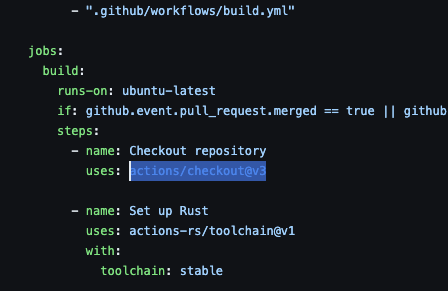 - ".github/workflows/build.yml"
jobs:
build:
runs-on: ubuntu-latest
if: github.event.pull_request.merged == true || github
steps:
- name: Checkout repository
uses: actions/checkout@v3
- name: Set up Rust
uses: actions-rs/toolchain@v1
with:
toolchain: stable